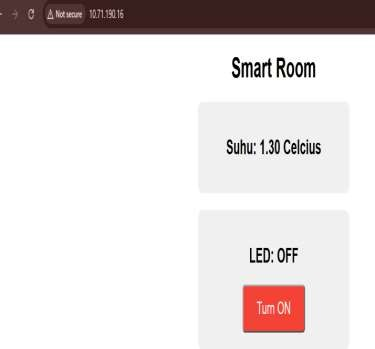 Not secure 10.71.190.16
Smart Room
Suhu: 1.30 Celcius
LED: OFF
Turn ON